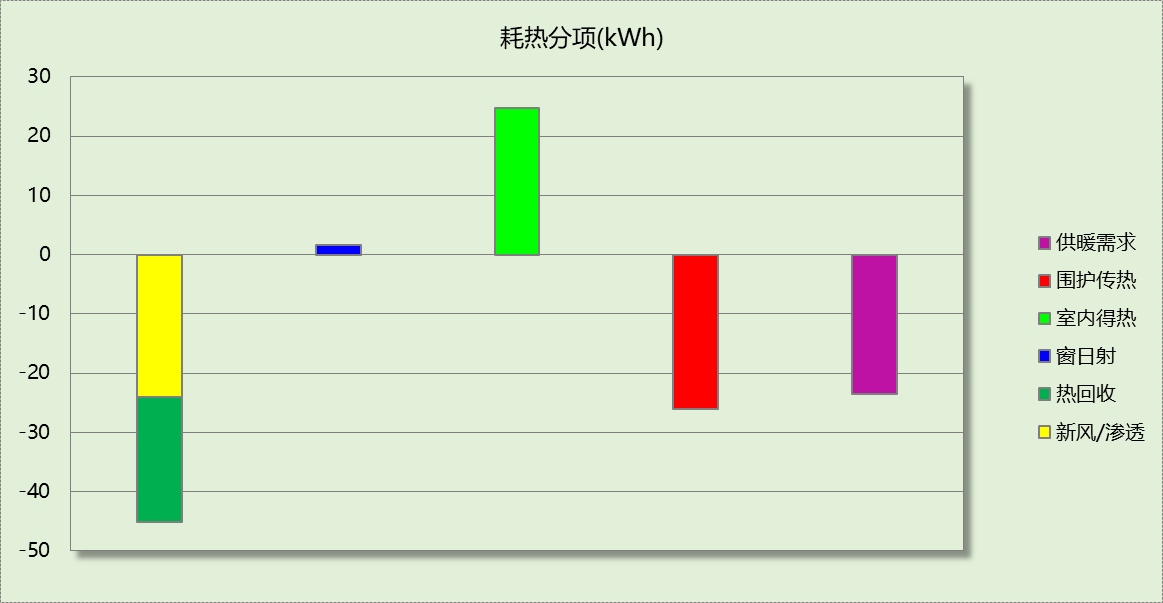 耗热分项(kWh)
30
20
10
0
-10
-20
-30
-40
-50
供暖需求
围护传热
室内得热
窗日射
热回收
新风/渗透